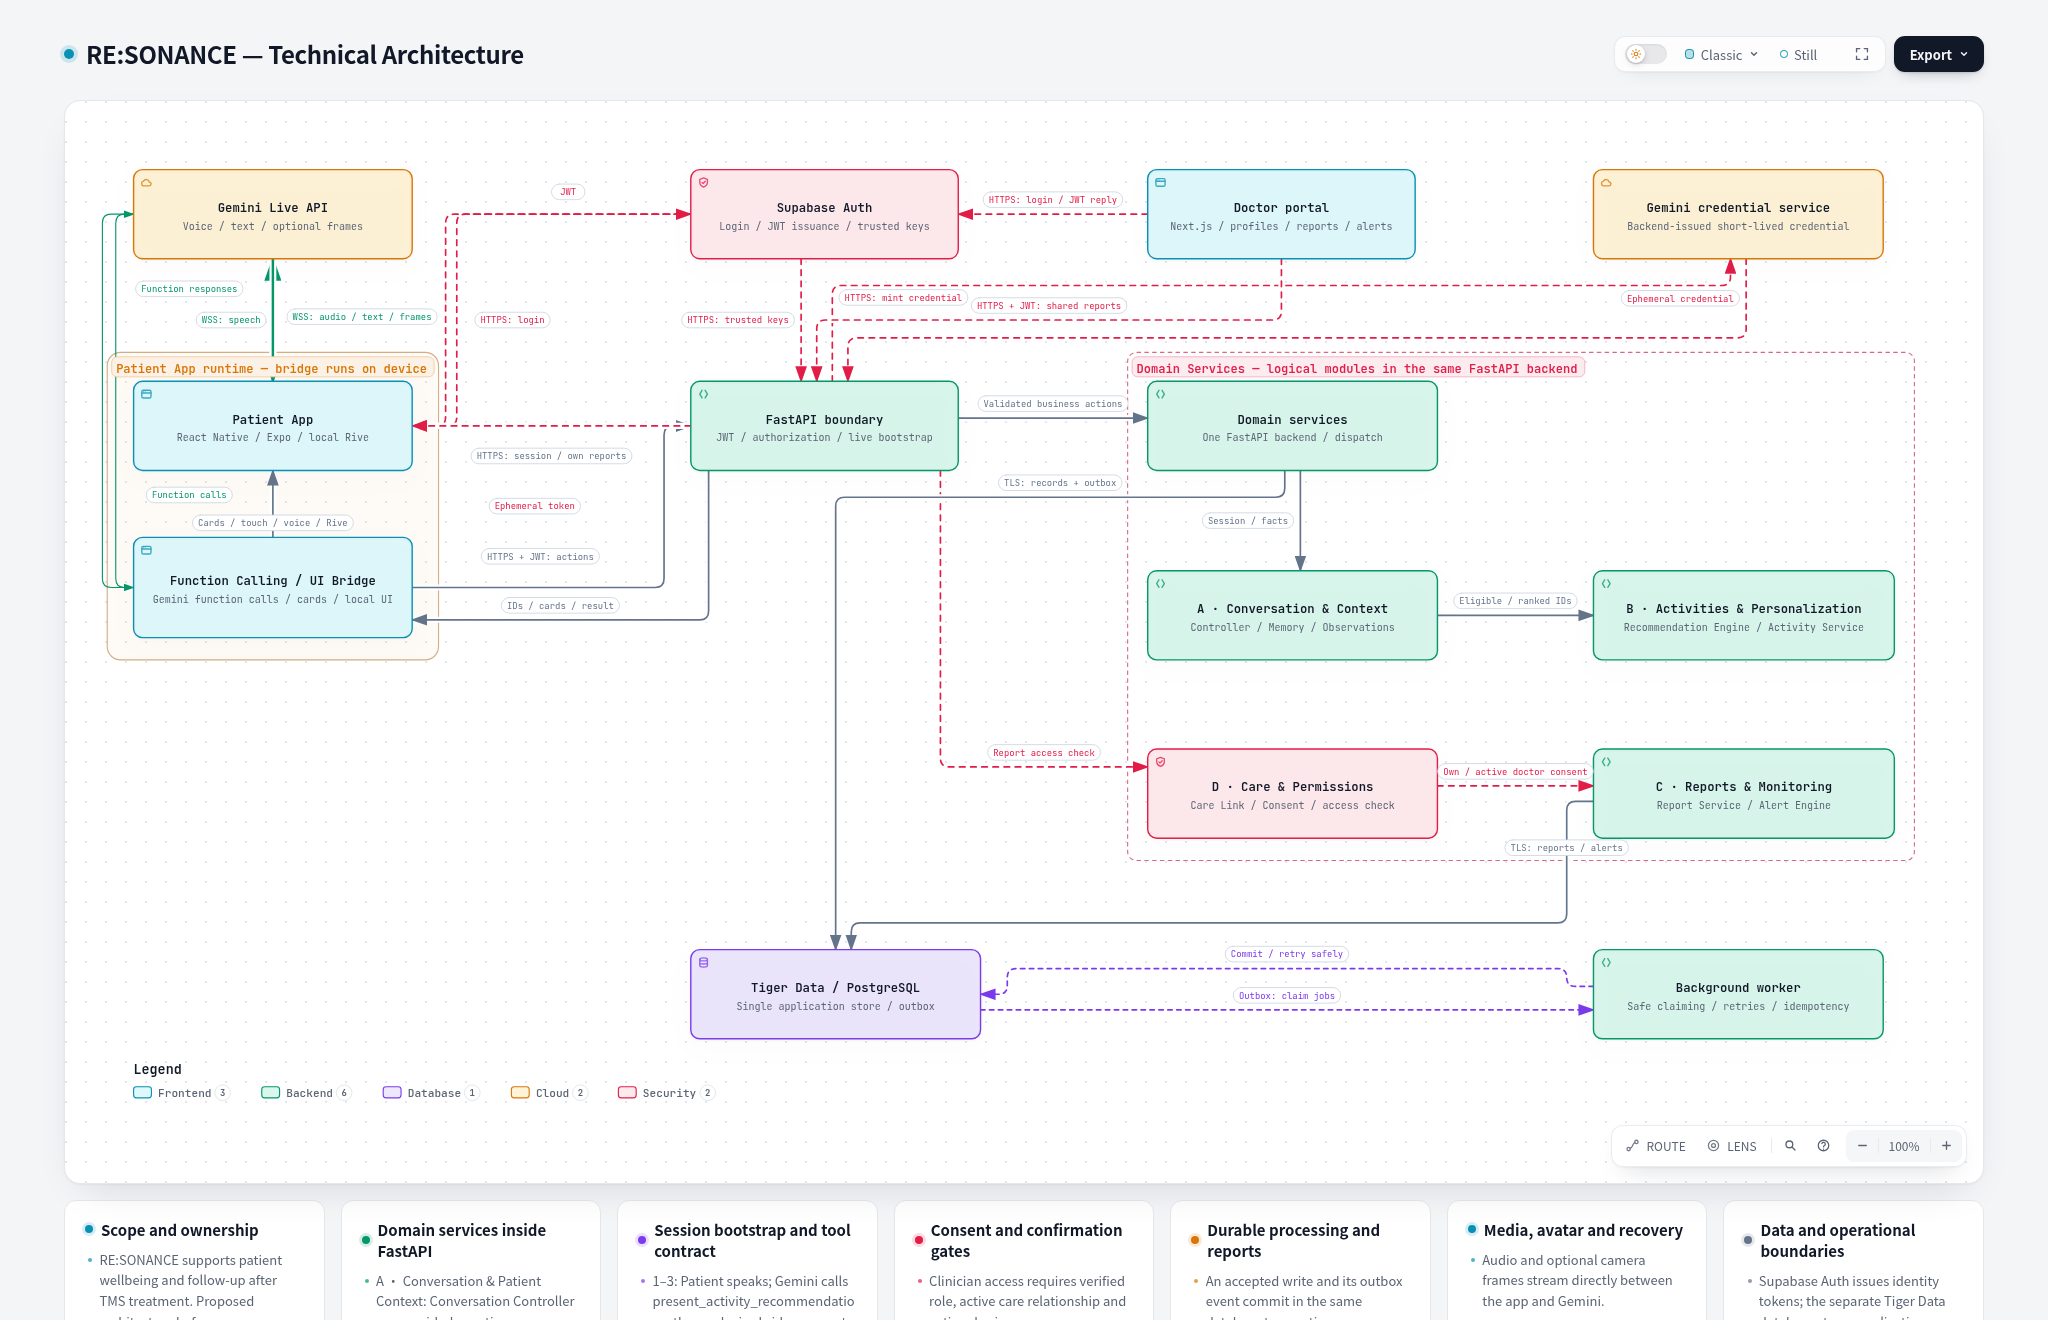 RE:SONANCE — Technical Architecture
Classic
Still
Export
Gemini Live API
Voice / text / optional frames
JWT
Supabase Auth
Login / JWT issuance / trusted keys
HTTPS: login / JWT reply
Doctor portal
Next.js / profiles / reports / alerts
Gemini credential service
Backend-issued short-lived credential
Function responses
WSS: speech
WSS: audio / text / frames
HTTPS: login
HTTPS: trusted keys
HTTPS: mint credential
HTTPS + JWT: shared reports
Ephemeral credential
Patient App runtime — bridge runs on device
Domain Services — logical modules in the same FastAPI backend
Patient App
React Native / Expo / local Rive
FastAPI boundary
JWT / authorization / live bootstrap
Validated business actions
Domain services
One FastAPI backend / dispatch
HTTPS: session / own reports
TLS: records + outbox
Function calls
Ephemeral token
Cards / touch / voice / Rive
Session / facts
HTTPS + JWT: actions
Function Calling / UI Bridge
Gemini function calls / cards / local UI
IDs / cards / result
A · Conversation & Context
Controller / Memory / Observations
Eligible / ranked IDs
B · Activities & Personalization
Recommendation Engine / Activity Service
Report access check
D · Care & Permissions
Care Link / Consent / access check
Own / active doctor consent
C · Reports & Monitoring
Report Service / Alert Engine
TLS: reports / alerts
Commit / retry safely
Tiger Data / PostgreSQL
Single application store / outbox
Outbox: claim jobs
Background worker
Safe claiming / retries / idempotency
Legend
Frontend 3
Backend 6
Database 1
Cloud 2
Security 2
ROUTE
LENS
100%
Scope and ownership
• RE:SONANCE supports patient
wellbeing and follow-up after
TMS treatment. Proposed
Domain services inside
FastAPI
• A · Conversation & Patient
Context: Conversation Controller
Session bootstrap and tool
contract
• 1–3: Patient speaks; Gemini calls
present_activity_recommendatio
Consent and confirmation
gates
• Clinician access requires verified
role, active care relationship and
Durable processing and
reports
• An accepted write and its outbox
event commit in the same
Media, avatar and recovery
• Audio and optional camera
frames stream directly between
the app and Gemini.
Data and operational
boundaries
• Supabase Auth issues identity
tokens; the separate Tiger Data